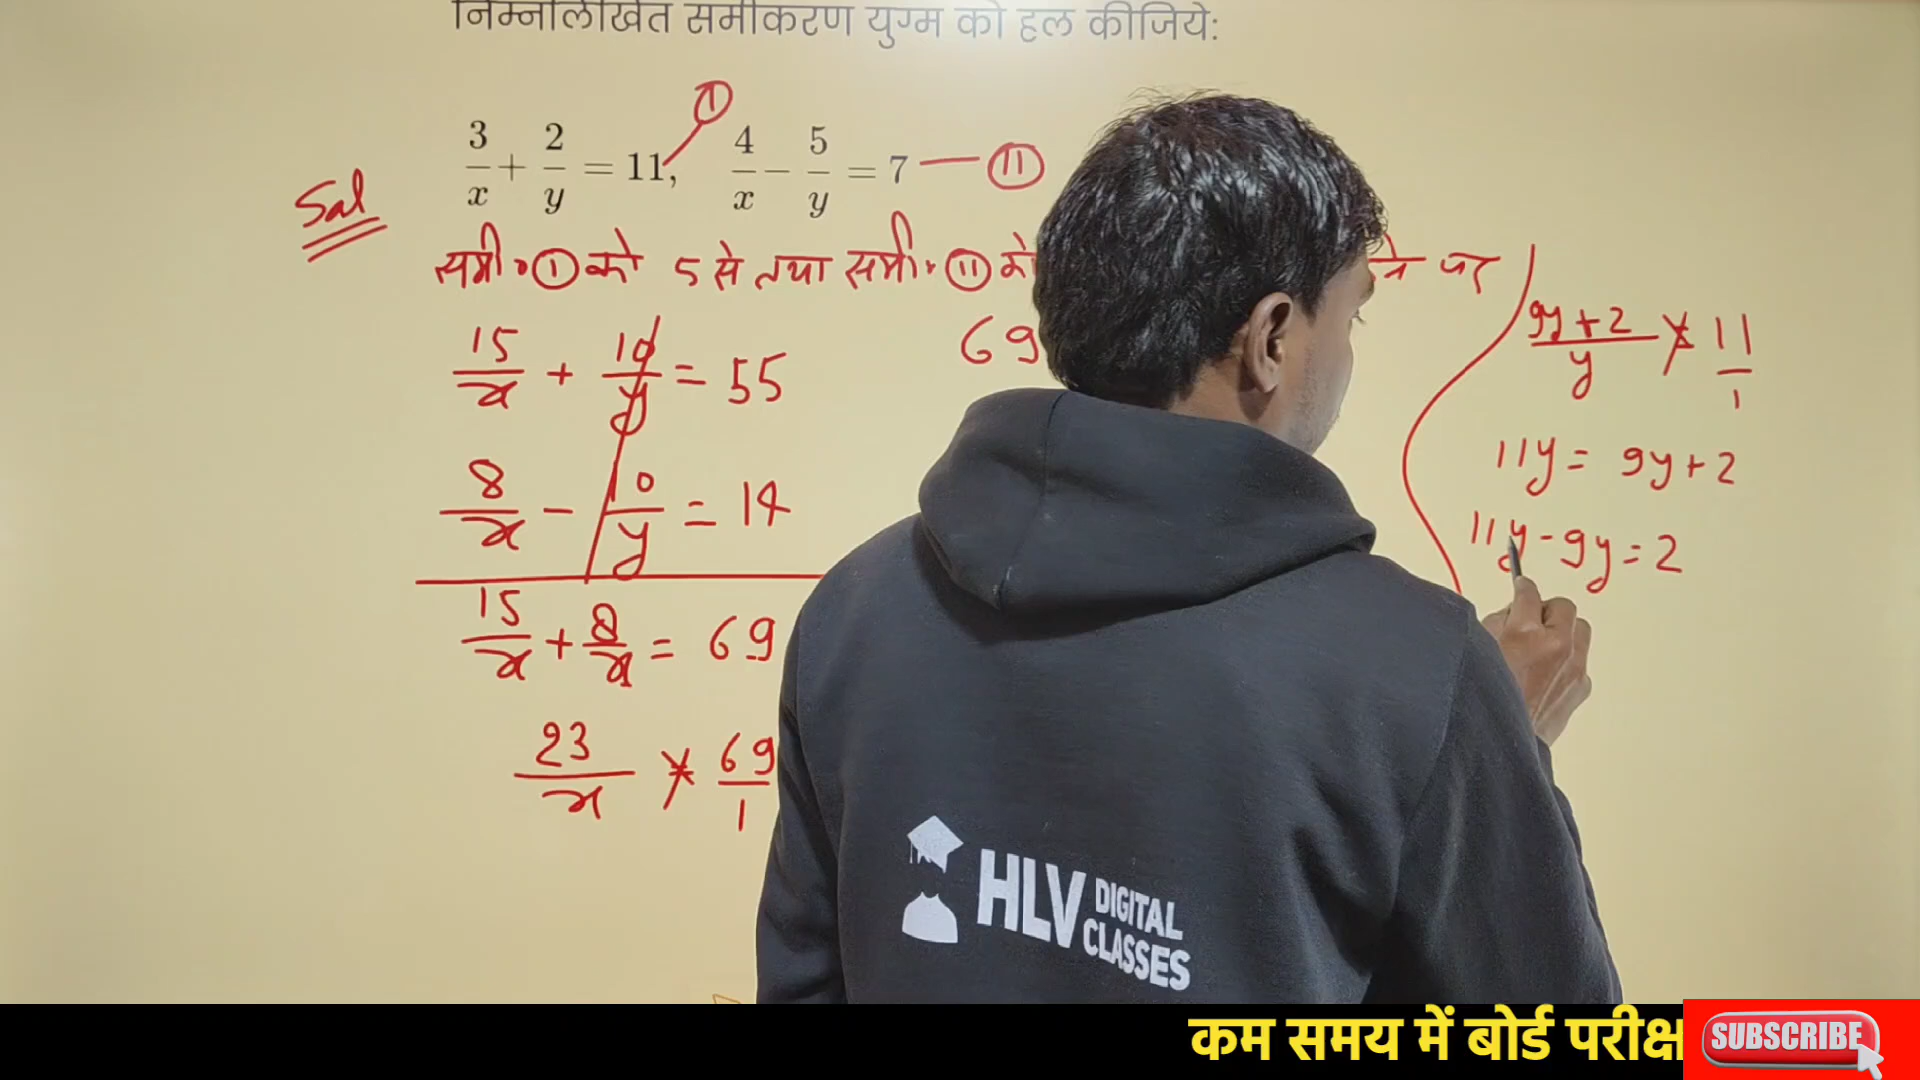 निम्नलिखित समीकरण युग्म को हल कीजिये:
3/x + 2/y = 11, ① 4/x − 5/y = 7 — ⑪
Sol
समी॰ ① को 5 से तथा समी॰ ⑪ को पर
15/x + 10/y = 55
8/x − 10/y = 14
15/x + 8/x = 69
23/x × 69/1
69
9y+2/y × 11/1
11y = 9y+2
11y-9y=2
HLV DIGITAL CLASSES
कम समय में बोर्ड
SUBSCRIBE